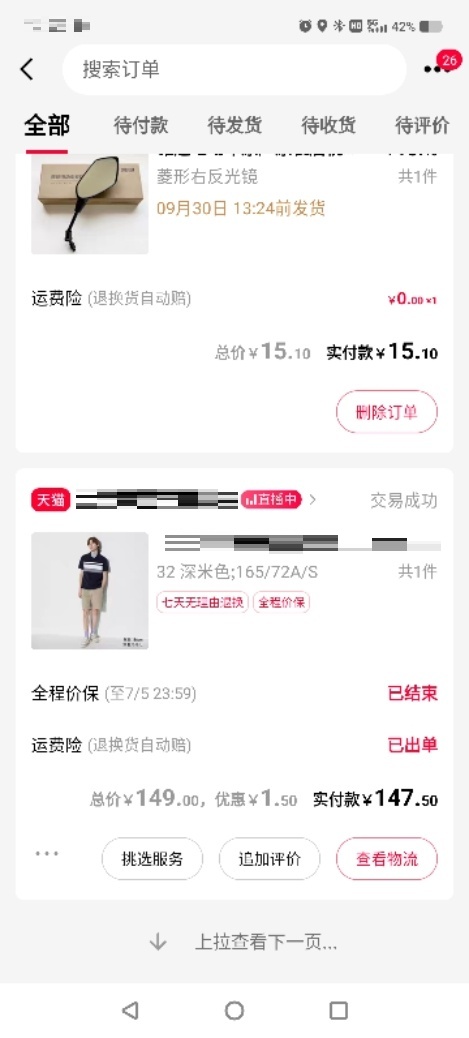 42%
搜索订单
26
全部 待付款 待发货 待收货 待评价
菱形右反光镜 共1件
09月30日 13:24前发货
运费险 (退换货自动赔) ¥0.00 ×1
总价¥15.10 实付款¥15.10
删除订单
天猫 直播中 交易成功
32 深米色;165/72A/S 共1件
七天无理由退换 全程价保
全程价保 (至7/5 23:59) 已结束
运费险 (退换货自动赔) 已出单
总价¥149.00, 优惠¥1.50 实付款¥147.50
挑选服务 追加评价 查看物流
上拉查看下一页...